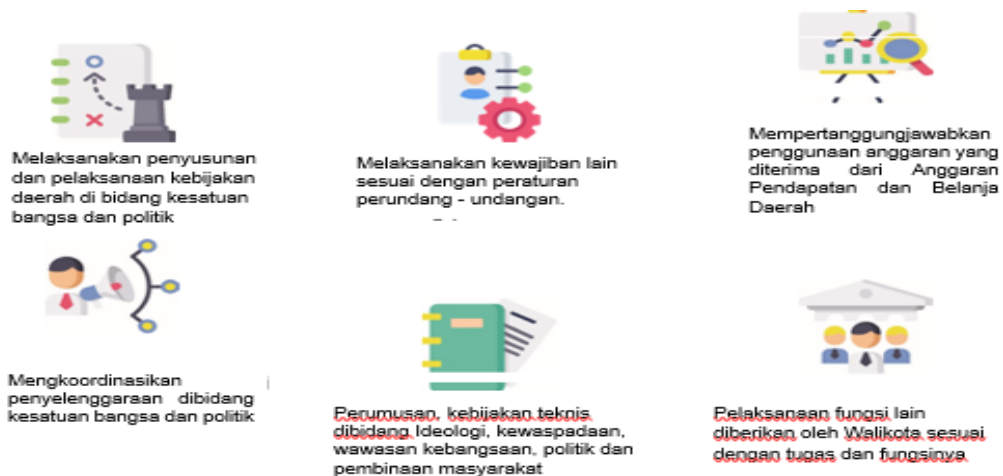 Melaksanakan penyusunan
dan pelaksanaan kebijakan
daerah di bidang kesatuan
bangsa dan politik
Melaksanakan kewajiban lain
sesuai dengan peraturan
perundang - undangan.
Mempertanggungjawabkan
penggunaan anggaran yang
diterima dari Anggaran
Pendapatan dan Belanja
Daerah
Mengkoordinasikan
penyelenggaraan dibidang
kesatuan bangsa dan politik
Perumusan, kebijakan teknis
dibidang Ideologi, kewaspadaan,
wawasan kebangsaan, politik dan
pembinaan masyarakat
Pelaksanaan fungsi lain
diberikan oleh Walikota sesuai
dengan tugas dan fungsinya